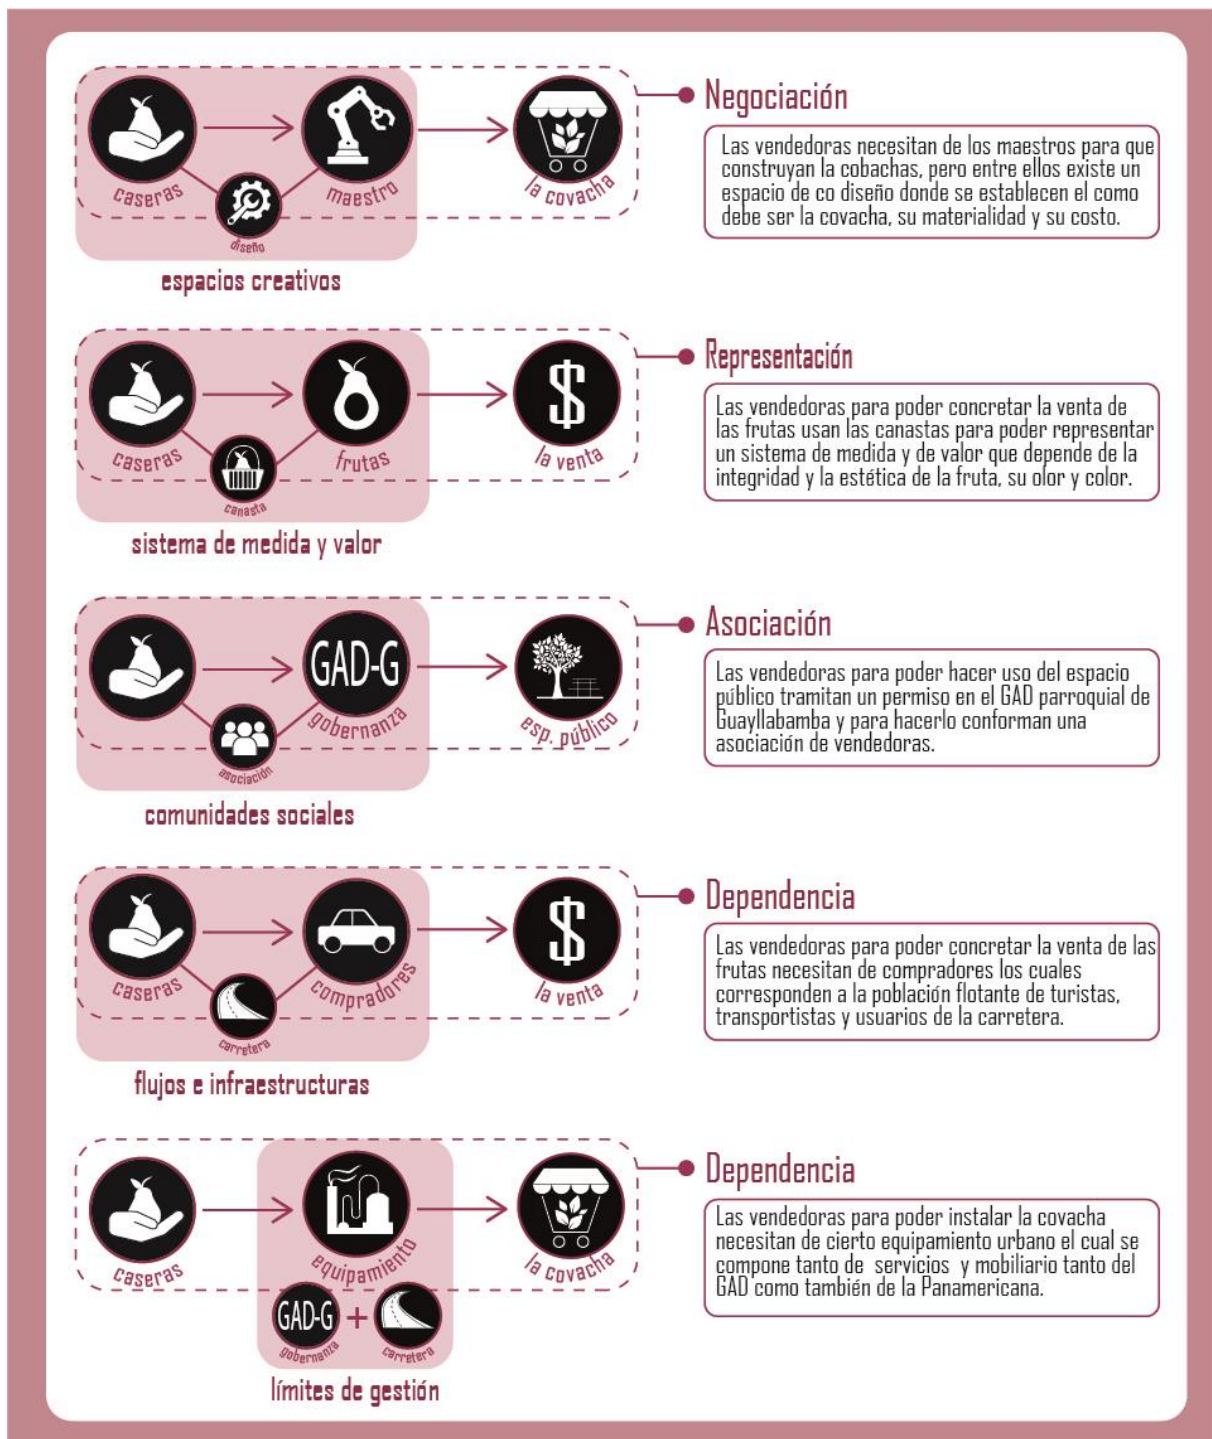 caseras
maestro
la covacha
diseño
espacios creativos
Negociación
Las vendedoras necesitan de los maestros para que
construyan la cobachas, pero entre ellos existe un
espacio de co diseño donde se establecen el como
debe ser la covacha, su materialidad y su costo.
caseras
frutas
$
la venta
canasta
sistema de medida y valor
Representación
Las vendedoras para poder concretar la venta de
las frutas usan las canastas para poder representar
un sistema de medida y de valor que depende de la
integridad y la estética de la fruta, su olor y color.
GAD-G
gobernanza
esp. público
asociación
comunidades sociales
Asociación
Las vendedoras para poder hacer uso del espacio
público tramitan un permiso en el GAD parroquial de
Guayllabamba y para hacerlo conforman una
asociación de vendedoras.
caseras
compradores
$
la venta
carretera
flujos e infraestructuras
Dependencia
Las vendedoras para poder concretar la venta de las
frutas necesitan de compradores los cuales
corresponden a la población flotante de turistas,
transportistas y usuarios de la carretera.
caseras
equipamiento
la covacha
GAD-G + 
gobernanza
carretera
límites de gestión
Dependencia
Las vendedoras para poder instalar la covacha
necesitan de cierto equipamiento urbano el cual se
compone tanto de servicios y mobiliario tanto del
GAD como también de la Panamericana.